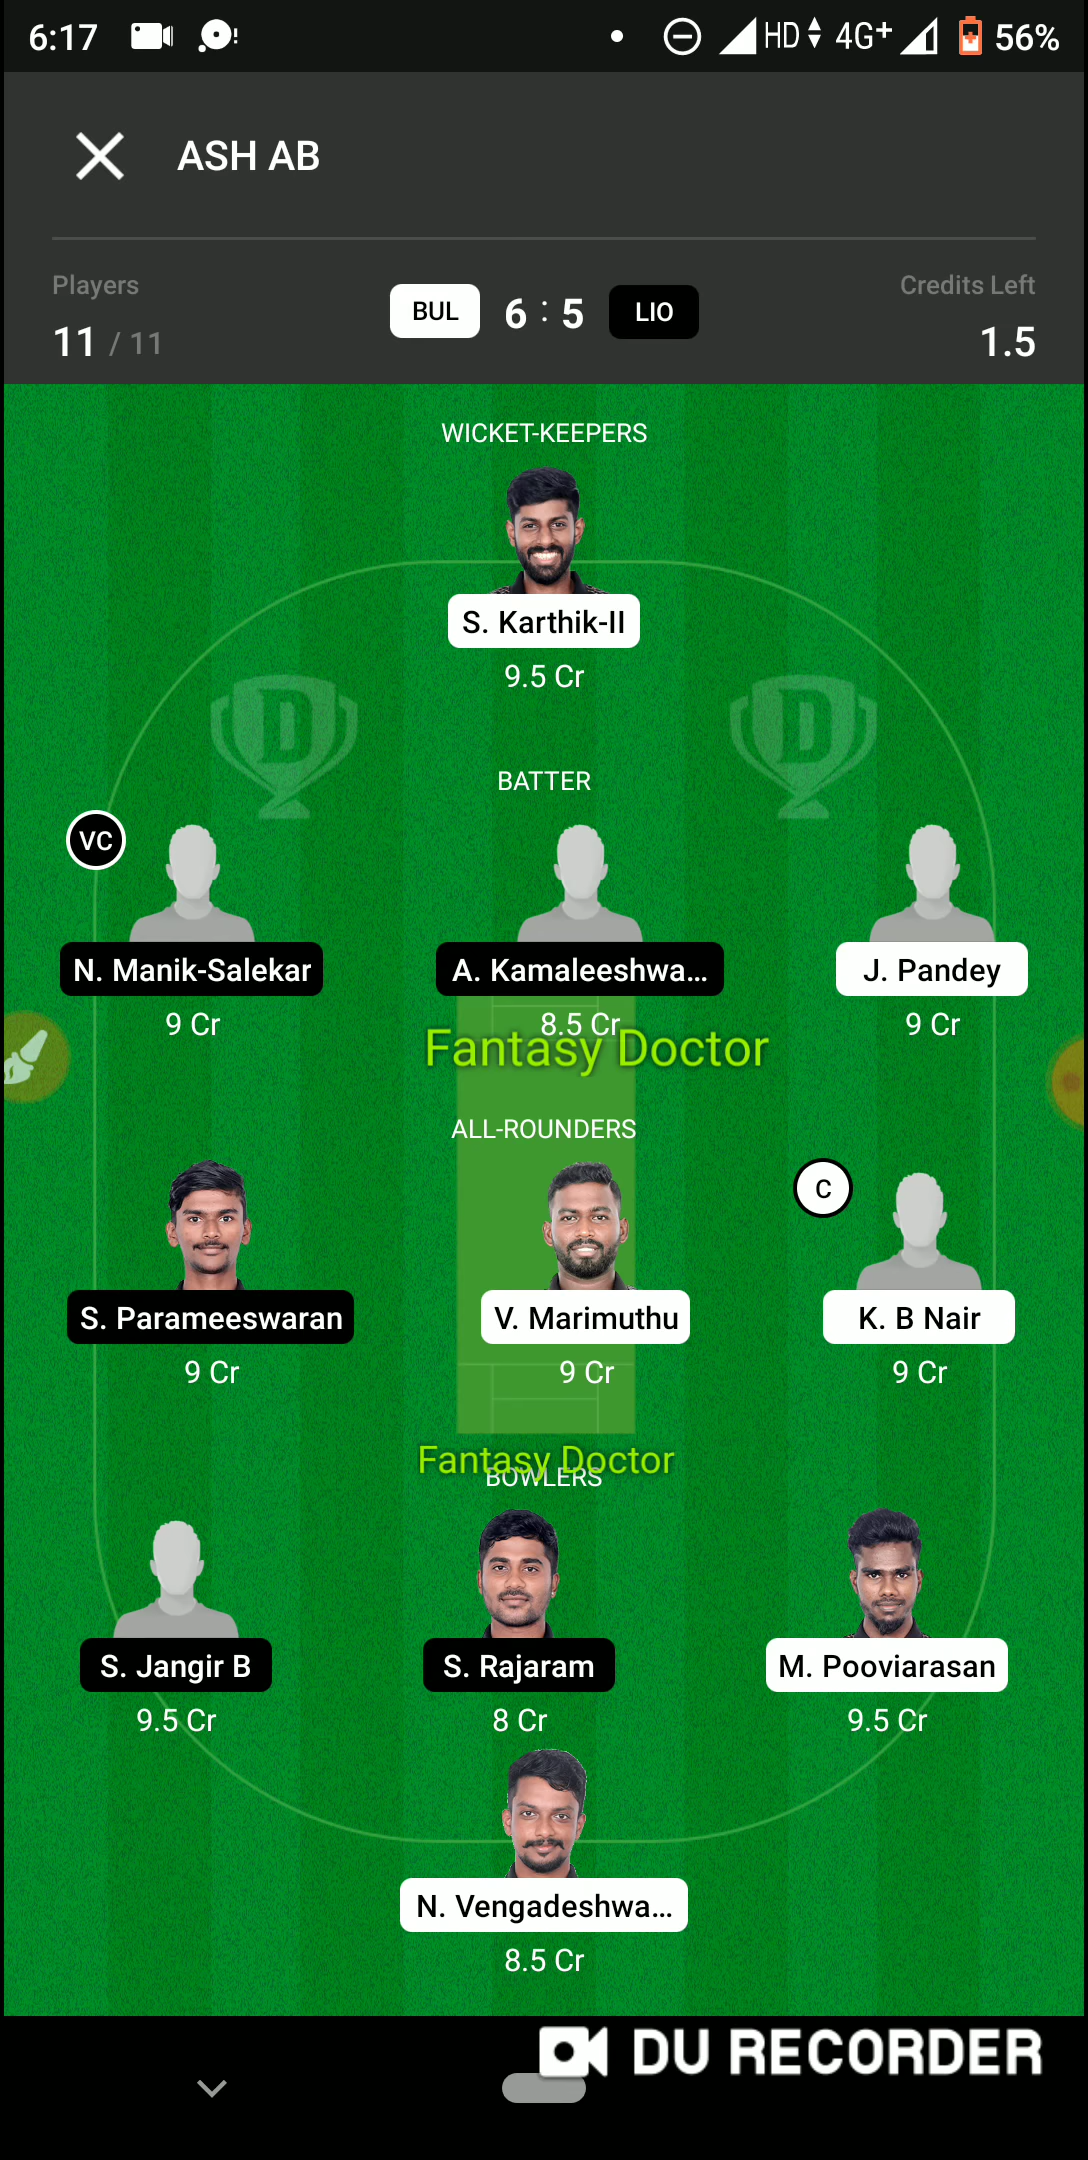 6:17
HD 4G+ 56%
ASH AB
Players
Credits Left
11 / 11
BUL 6 : 5 LIO
1.5
WICKET-KEEPERS
S. Karthik-II
9.5 Cr
D D
BATTER
VC
N. Manik-Salekar
A. Kamaleeshwa...
J. Pandey
9 Cr
8.5 Cr
9 Cr
Fantasy Doctor
ALL-ROUNDERS
C
S. Parameeswaran
V. Marimuthu
K. B Nair
9 Cr
9 Cr
9 Cr
Fantasy Doctor
BOWLERS
S. Jangir B
S. Rajaram
M. Pooviarasan
9.5 Cr
8 Cr
9.5 Cr
N. Vengadeshwa...
8.5 Cr
DU RECORDER